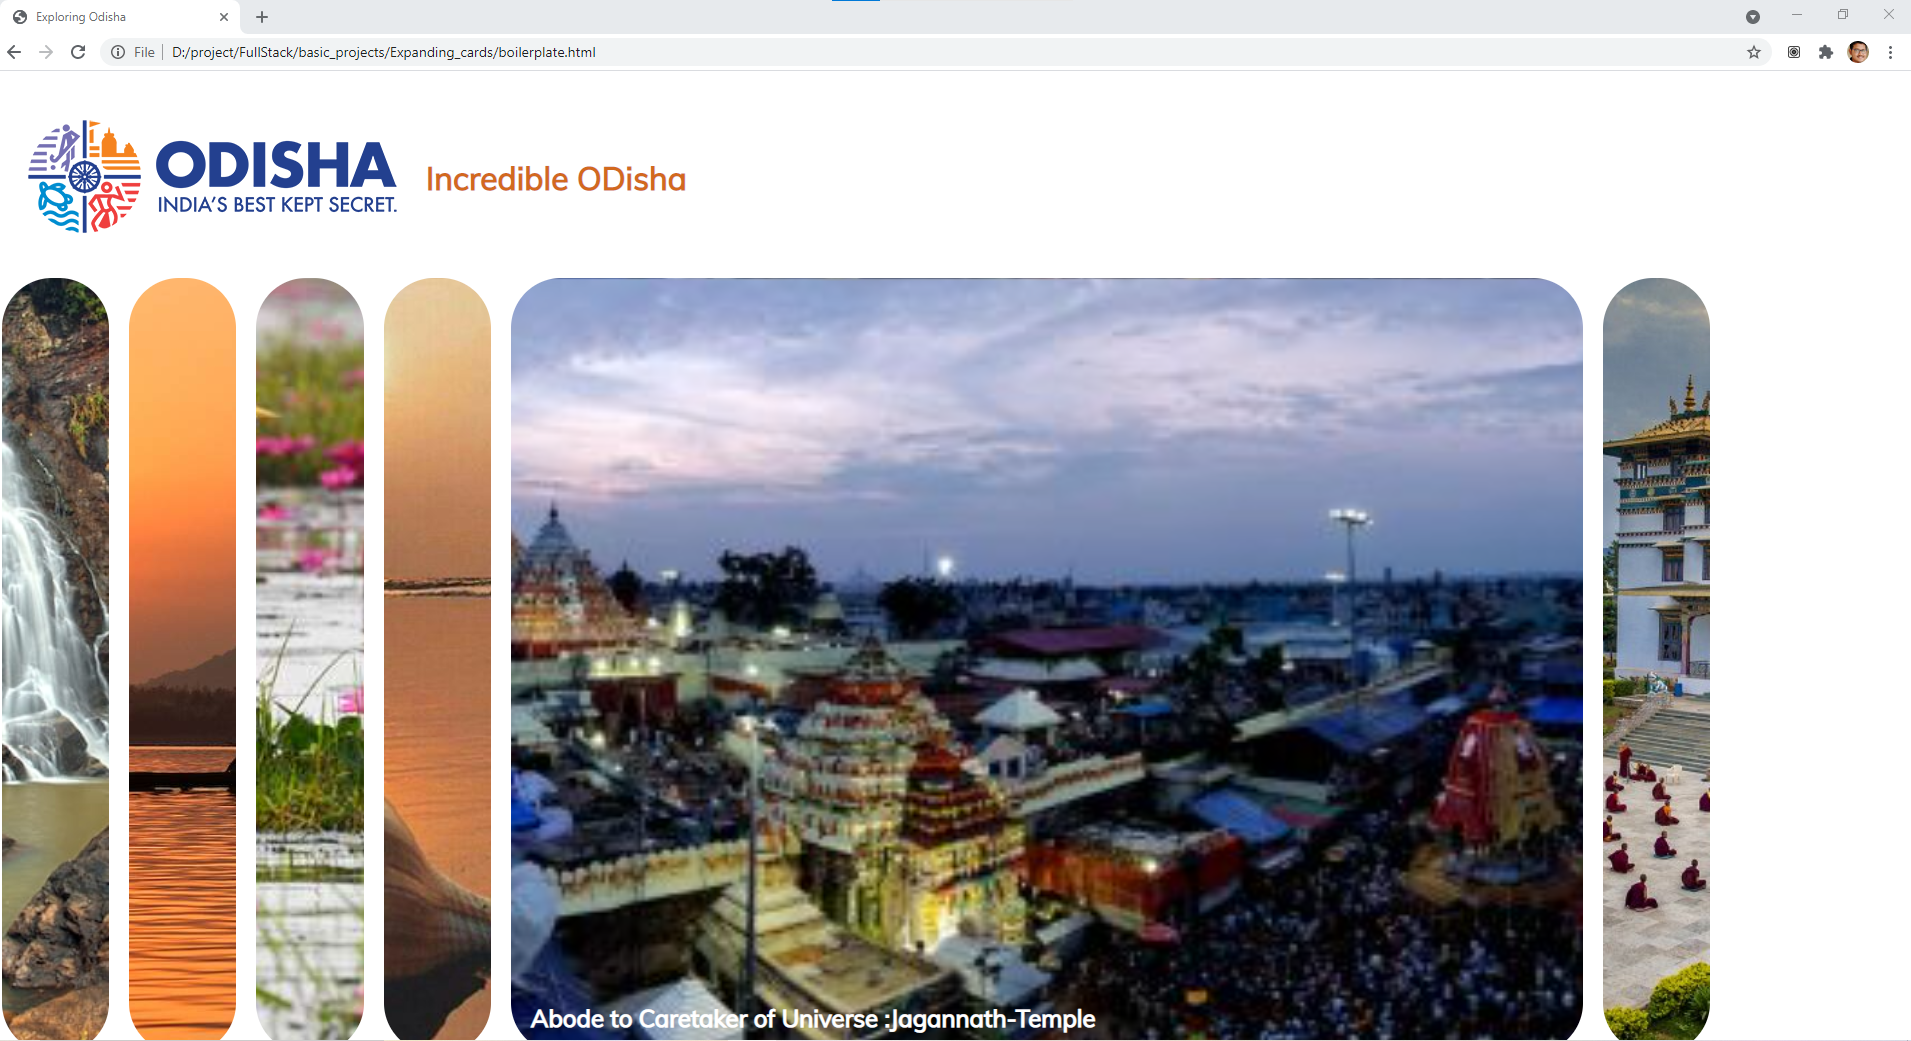 Exploring Odisha
File
D:/project/FullStack/basic_projects/Expanding_cards/boilerplate.html
ODISHA
INDIA'S BEST KEPT SECRET.
Incredible ODisha
Abode to Caretaker of Universe :Jagannath-Temple